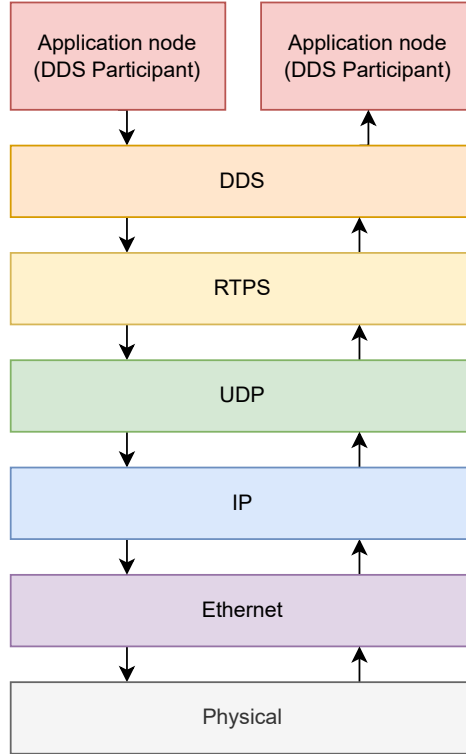 Application node
(DDS Participant)
Application node
(DDS Participant)
DDS
RTPS
UDP
IP
Ethernet
Physical